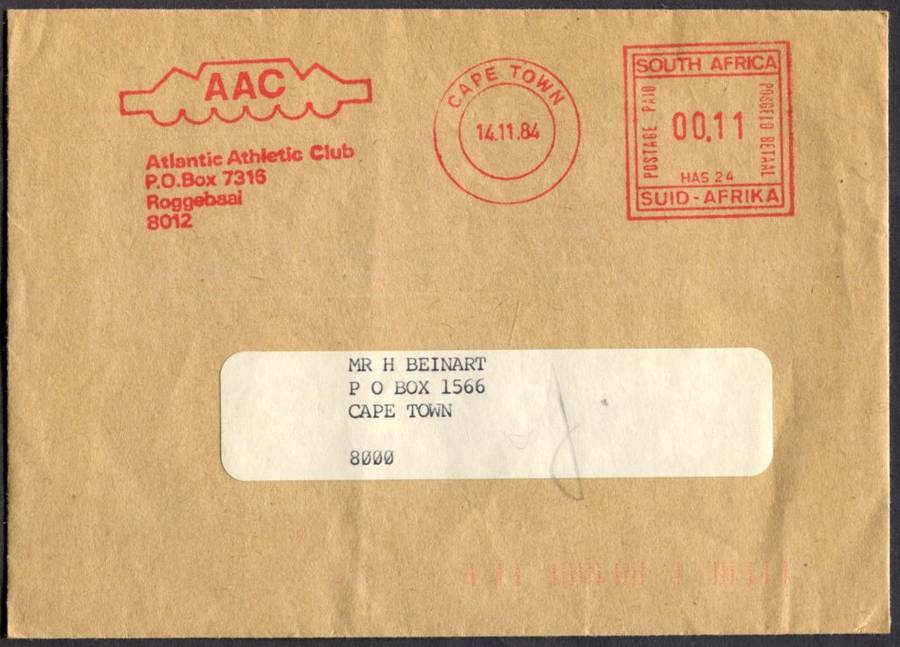 AAC
Atlantic Athletic Club
P.O.Box 7316
Roggebaai
8012
CAPE TOWN
14.11.84
SOUTH AFRICA
POSTAGE PAID
00,11
POSGELD BETAAL
HAS 24
SUID-AFRIKA
MR H BEINART
P O BOX 1566
CAPE TOWN
8000